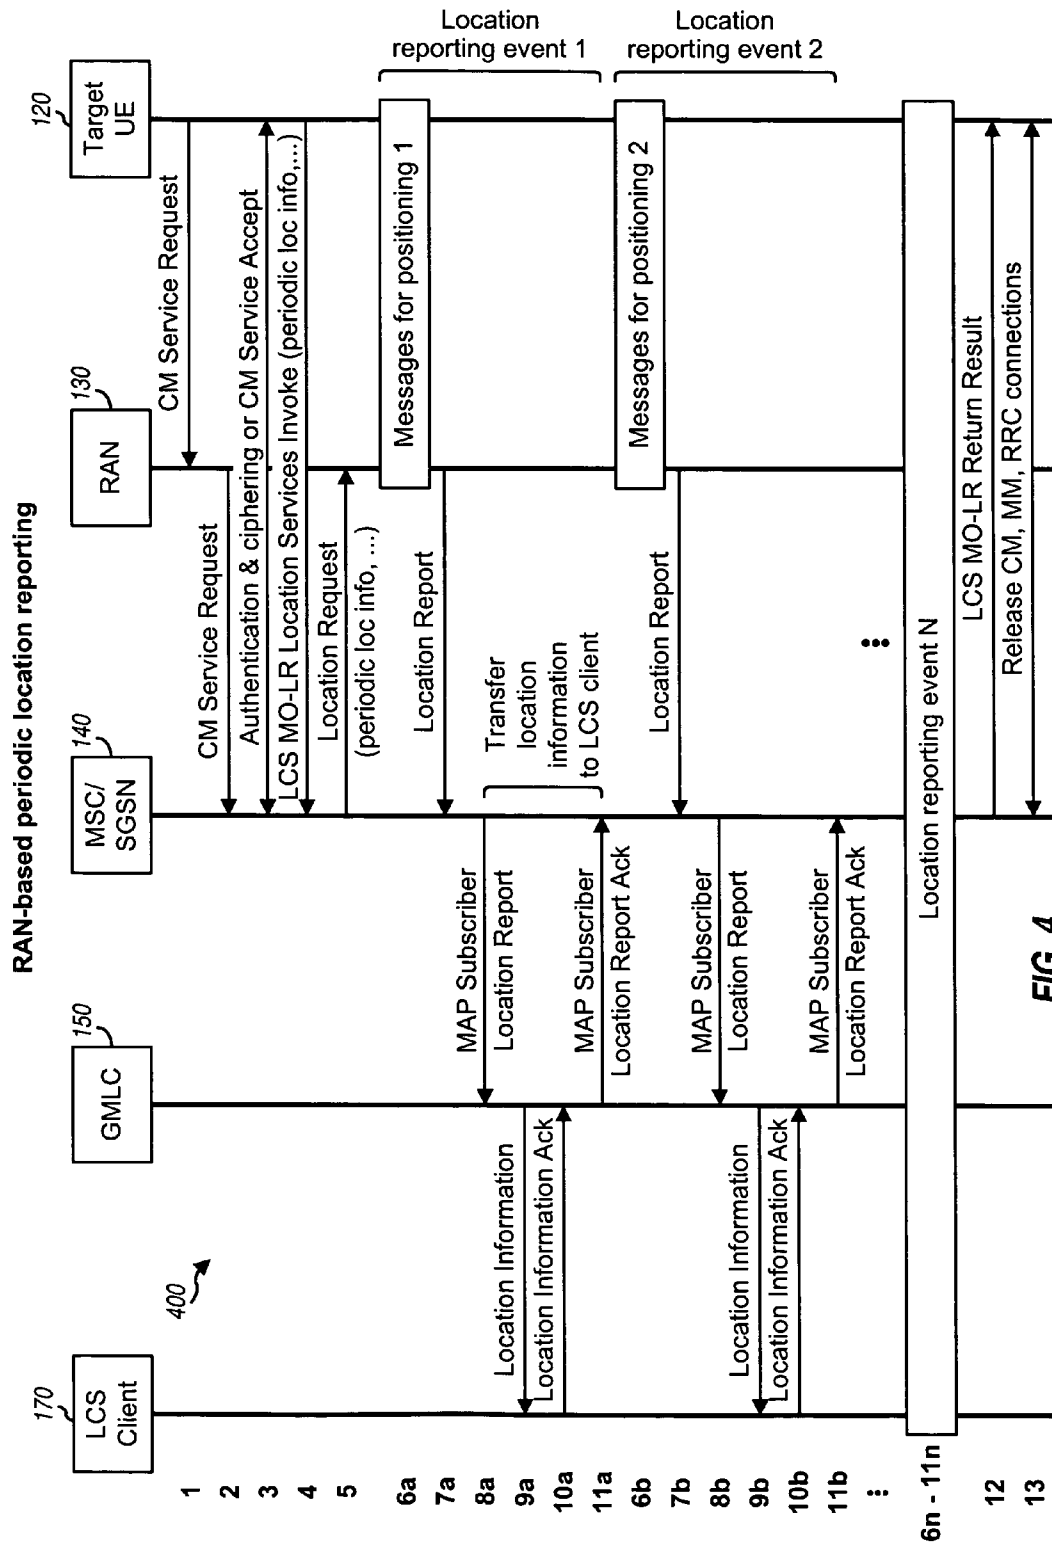 RAN-based periodic location reporting
170
LCS
Client
150
GMLC
140
MSC/
SGSN
130
RAN
120
Target
UE
400
1
CM Service Request
2
CM Service Request
3
Authentication & ciphering or CM Service Accept
4
LCS MO-LR Location Services Invoke (periodic loc info,...)
5
Location Request
(periodic loc info, ...)
6a
Messages for positioning 1
Location
reporting event 1
7a
Location Report
8a
MAP Subscriber
Location Report
Transfer
location
information
to LCS client
9a
Location Information
10a
Location Information Ack
11a
MAP Subscriber
Location Report Ack
6b
Messages for positioning 2
Location
reporting event 2
7b
Location Report
8b
MAP Subscriber
Location Report
9b
Location Information
10b
Location Information Ack
11b
MAP Subscriber
Location Report Ack
6n - 11n
Location reporting event N
12
LCS MO-LR Return Result
13
Release CM, MM, RRC connections
FIG. 4